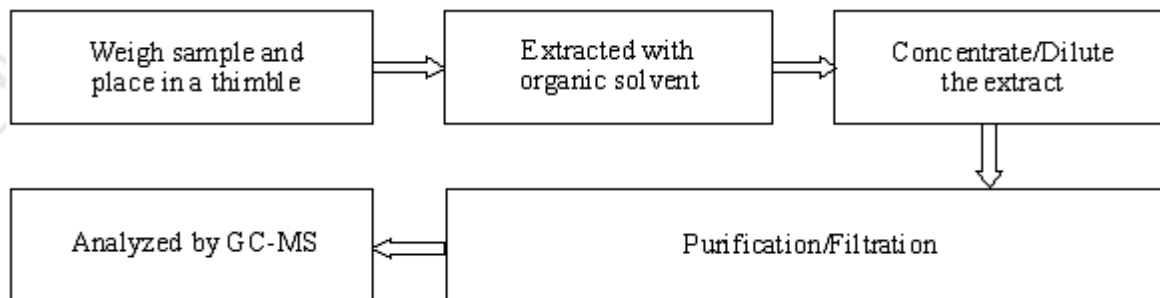 Weigh sample and
place in a thimble
Extracted with
organic solvent
Concentrate/Dilute
the extract
Purification/Filtration
Analyzed by GC-MS